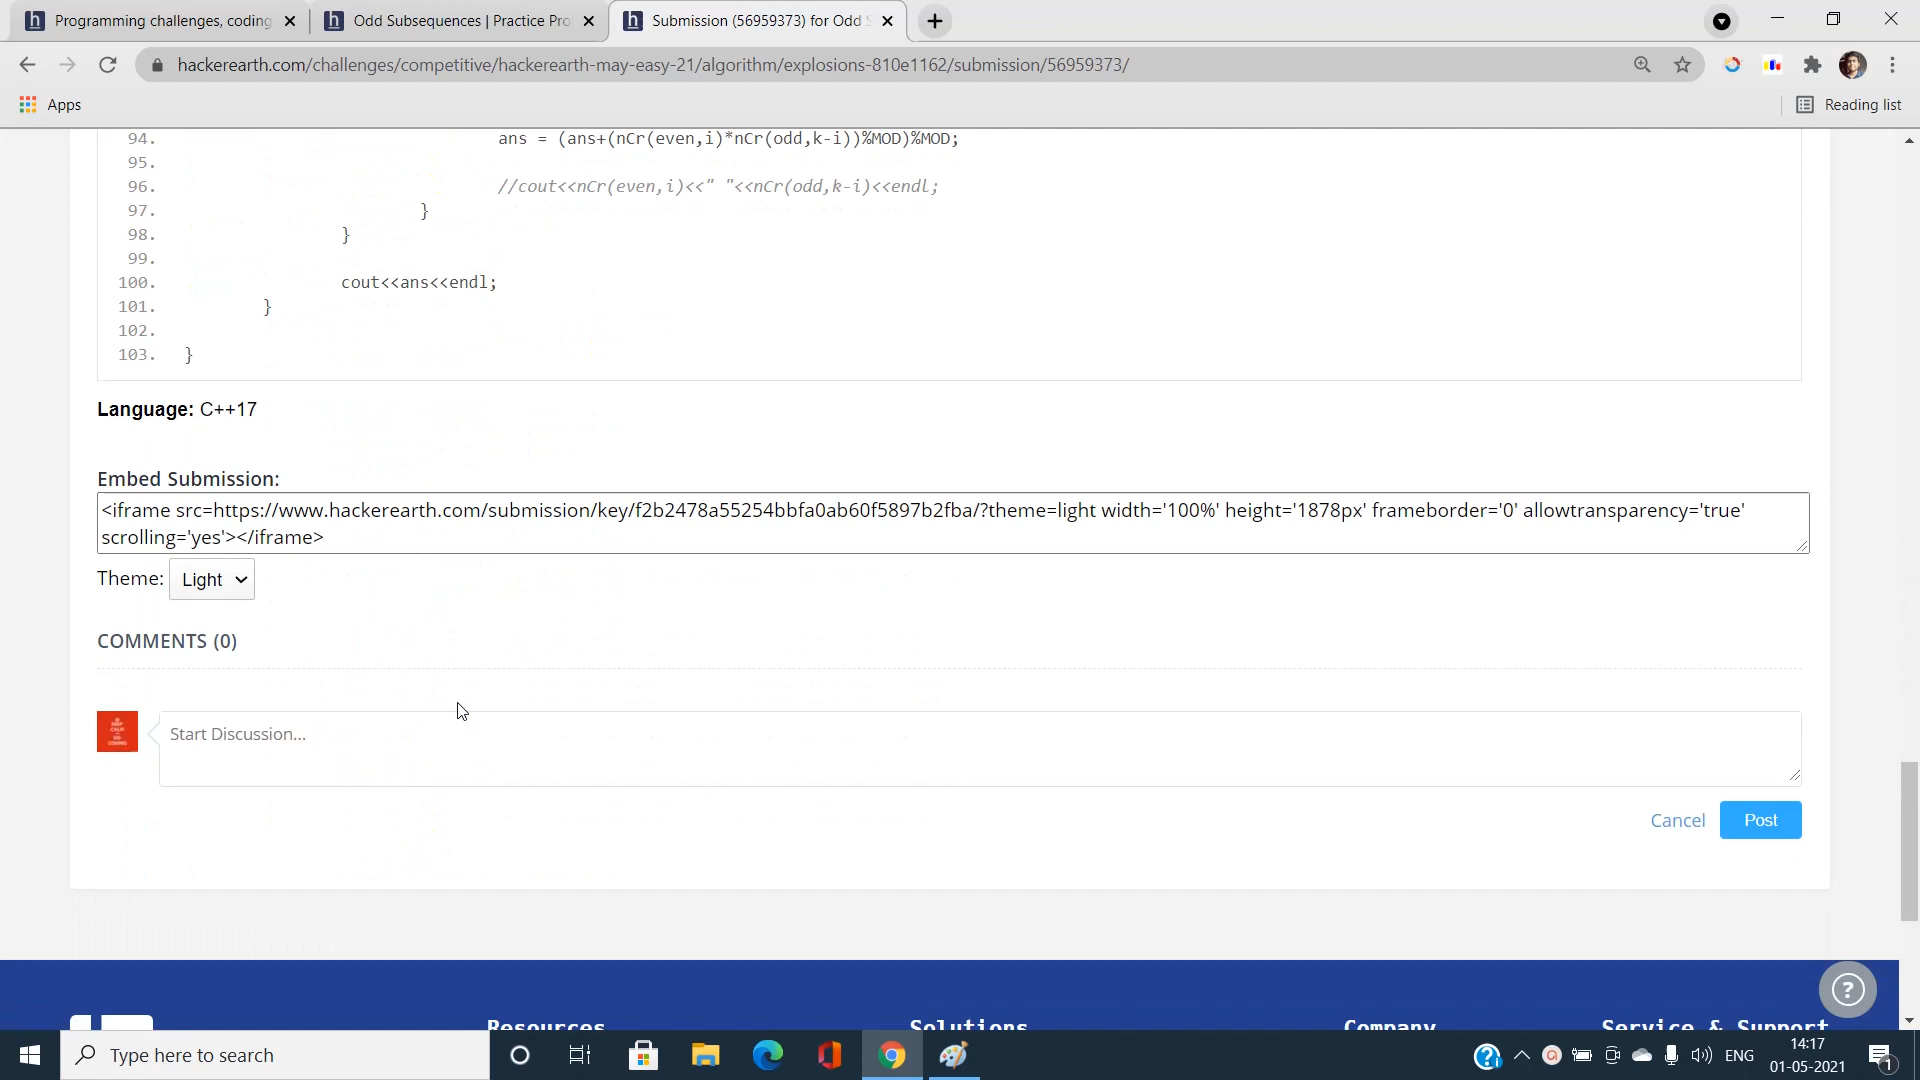 Programming challenges, coding
Odd Subsequences | Practice Pro
Submission (56959373) for Odd S
hackerearth.com/challenges/competitive/hackerearth-may-easy-21/algorithm/explosions-810e1162/submission/56959373/
Apps
Reading list
94. ans = (ans+(nCr(even,i)*nCr(odd,k-i))%MOD)%MOD;
95.
96. //cout<<nCr(even,i)<<" "<<nCr(odd,k-i)<<endl;
97. }
98. }
99.
100. cout<<ans<<endl;
101. }
102.
103. }
Language: C++17
Embed Submission:
<iframe src=https://www.hackerearth.com/submission/key/f2b2478a55254bbfa0ab60f5897b2fba/?theme=light width='100%' height='1878px' frameborder='0' allowtransparency='true'
scrolling='yes'></iframe>
Theme: Light
COMMENTS (0)
Start Discussion...
Cancel Post
?
Resources Solutions Company Service & Support
Type here to search
ENG
14:17
01-05-2021
1